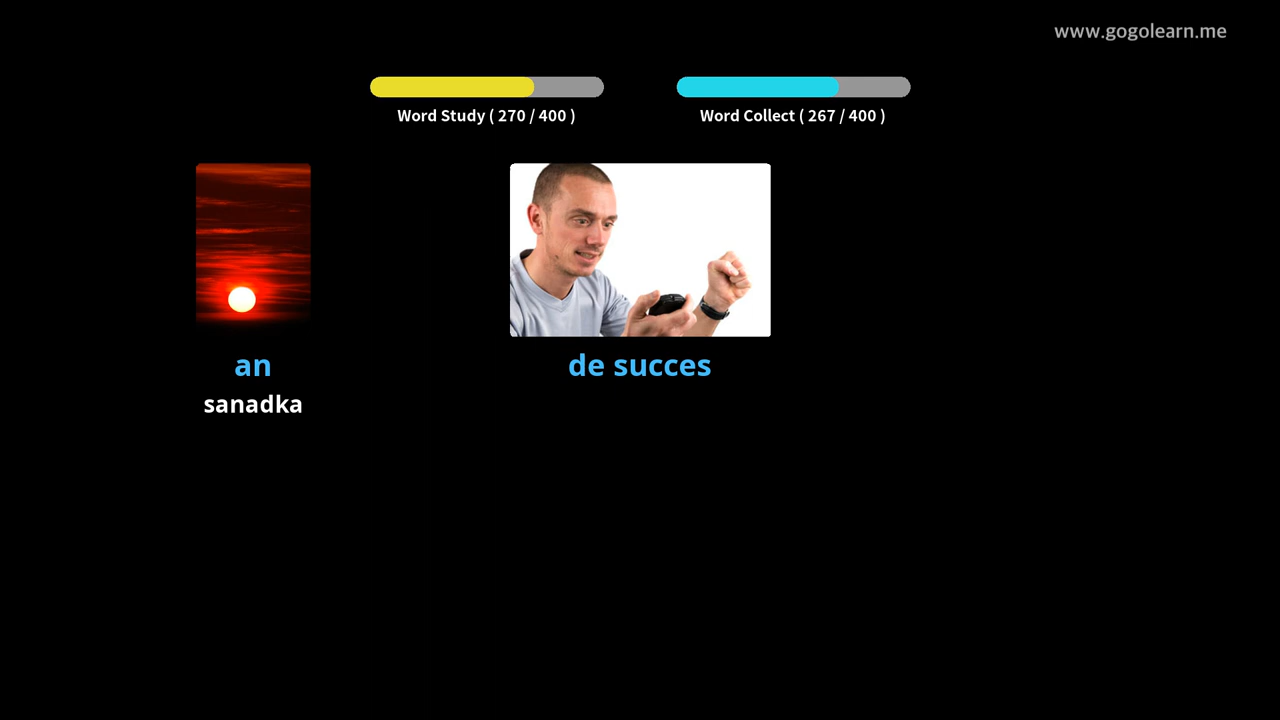 www.gogolearn.me
Word Study ( 270 / 400 )
Word Collect ( 267 / 400 )
an
sanadka
de succes